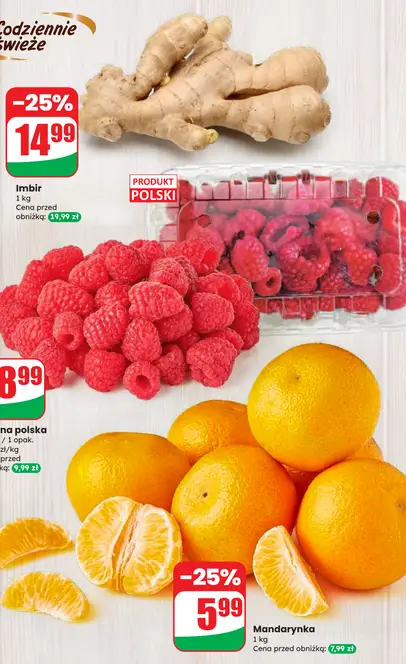 Codziennie
świeże
-25%
14.99
Imbir
1 kg
Cena przed
obniżką: 19,99 zł
PRODUKT
POLSKI
8.99
na polska
/ 1 opak.
zł/kg
przed
ką: 9,99 zł
-25%
5.99
Mandarynka
1 kg
Cena przed obniżką: 7,99 zł